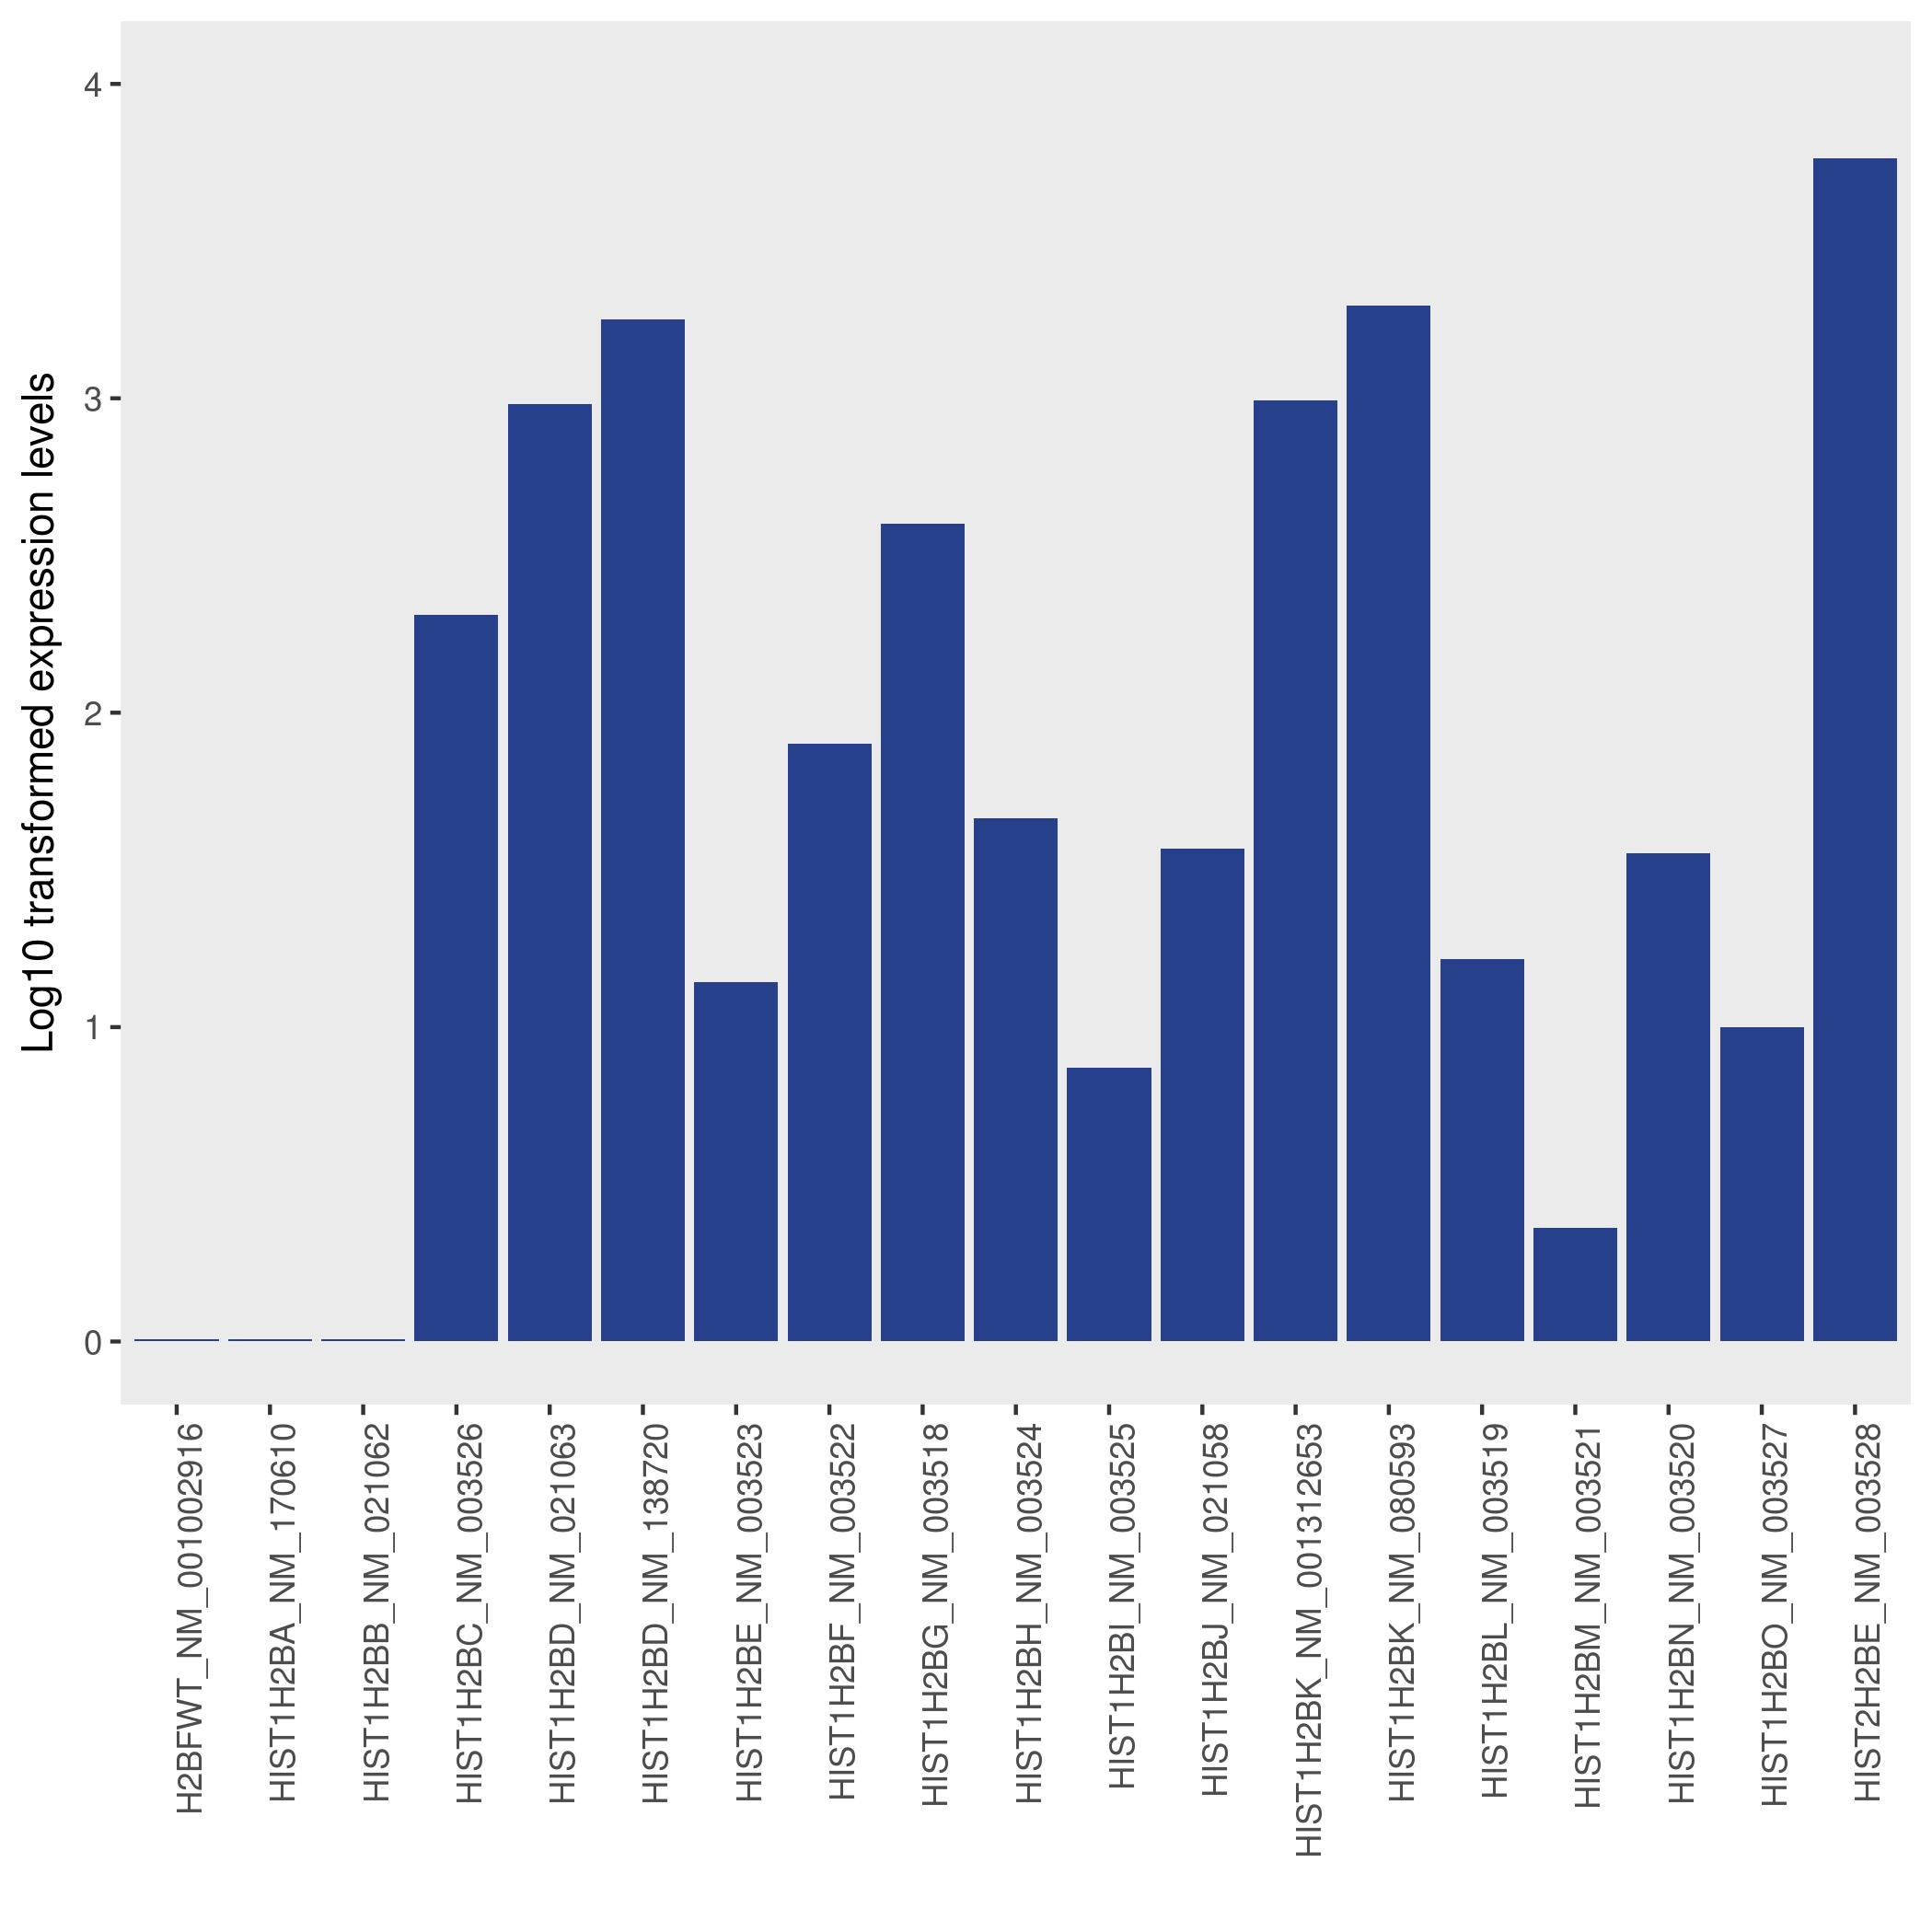 Log10 transformed expression levels
4
3
2
1
0
H2BFWT_NM_001002916
HIST1H2BA_NM_170610
HIST1H2BB_NM_021062
HIST1H2BC_NM_003526
HIST1H2BD_NM_021063
HIST1H2BD_NM_138720
HIST1H2BE_NM_003523
HIST1H2BF_NM_003522
HIST1H2BG_NM_003518
HIST1H2BH_NM_003524
HIST1H2BI_NM_003525
HIST1H2BJ_NM_021058
HIST1H2BK_NM_001312653
HIST1H2BK_NM_080593
HIST1H2BL_NM_003519
HIST1H2BM_NM_003521
HIST1H2BN_NM_003520
HIST1H2BO_NM_003527
HIST2H2BE_NM_003528